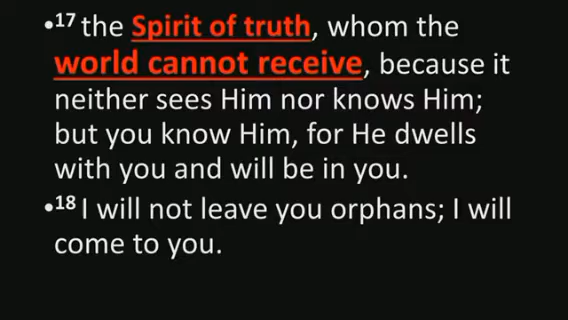 •17 the Spirit of truth, whom the
world cannot receive, because it
neither sees Him nor knows Him;
but you know Him, for He dwells
with you and will be in you.
•18 I will not leave you orphans; I will
come to you.